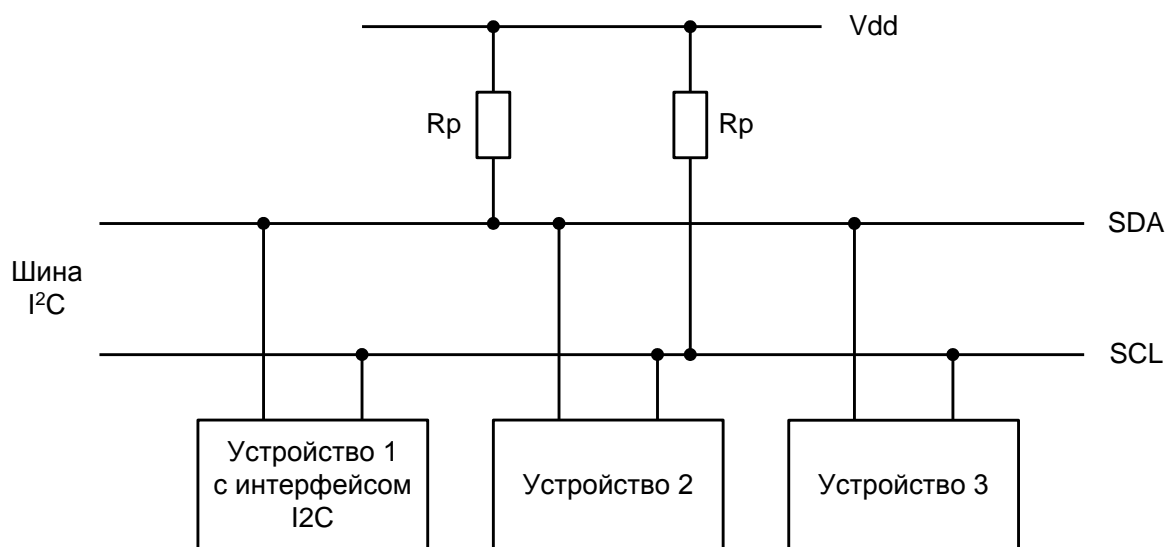 Vdd
Rp
Rp
SDA
Шина
I²C
SCL
Устройство 1
с интерфейсом
I2C
Устройство 2
Устройство 3